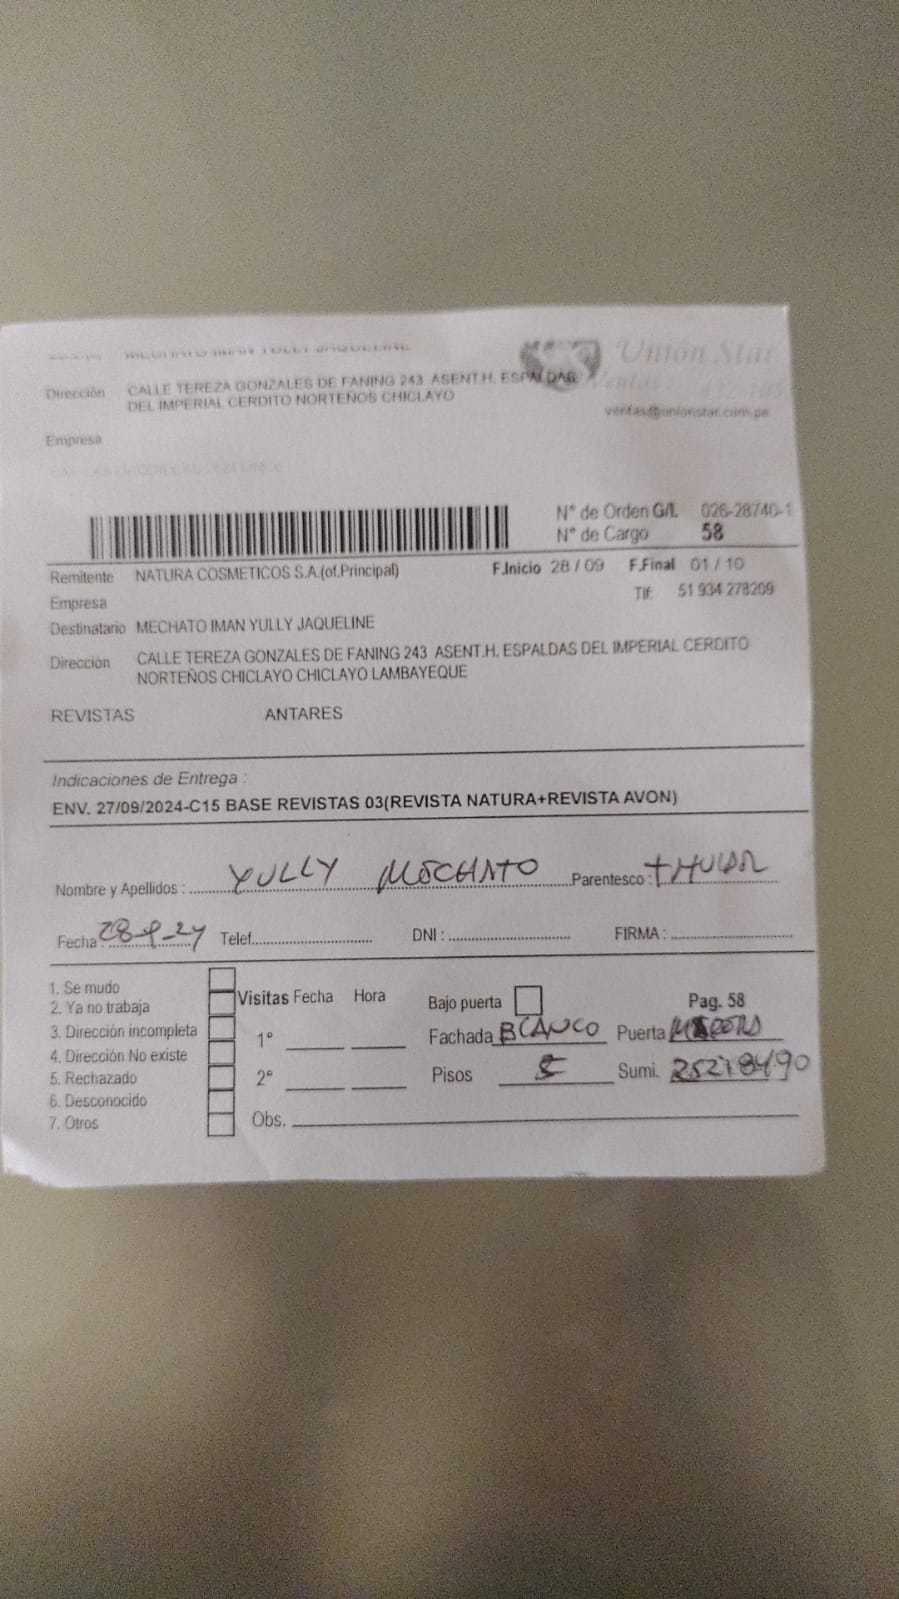 MECHATO IMAN YULLY JAQUELINE
Unión Star
Dirección CALLE TEREZA GONZALES DE FANING 243 ASENT.H. ESPALDAS
Ventas:
DEL IMPERIAL CERDITO NORTEÑOS CHICLAYO
ventas@unionstar.com.pe
Empresa
N° de Orden G/I. 026-28740-1
N° de Cargo 58
Remitente NATURA COSMETICOS S.A.(of.Principal) F.Inicio 28 / 09 F.Final 01 / 10
Empresa Tlf: 51 934 278209
Destinatario MECHATO IMAN YULLY JAQUELINE
Dirección CALLE TEREZA GONZALES DE FANING 243 ASENT.H. ESPALDAS DEL IMPERIAL CERDITO
NORTEÑOS CHICLAYO CHICLAYO LAMBAYEQUE
REVISTAS ANTARES
Indicaciones de Entrega :
ENV. 27/09/2024-C15 BASE REVISTAS 03(REVISTA NATURA+REVISTA AVON)
Nombre y Apellidos : YULLY MECHATO Parentesco : titular
Fecha : 28-9-24 Telef. DNI : FIRMA :
1. Se mudo
2. Ya no trabaja
3. Dirección incompleta
4. Dirección No existe
5. Rechazado
6. Desconocido
7. Otros
Visitas Fecha Hora
1°
2°
Obs.
Bajo puerta Pag. 58
Fachada BLANCO Puerta
Pisos 5 Sumi. 25278490